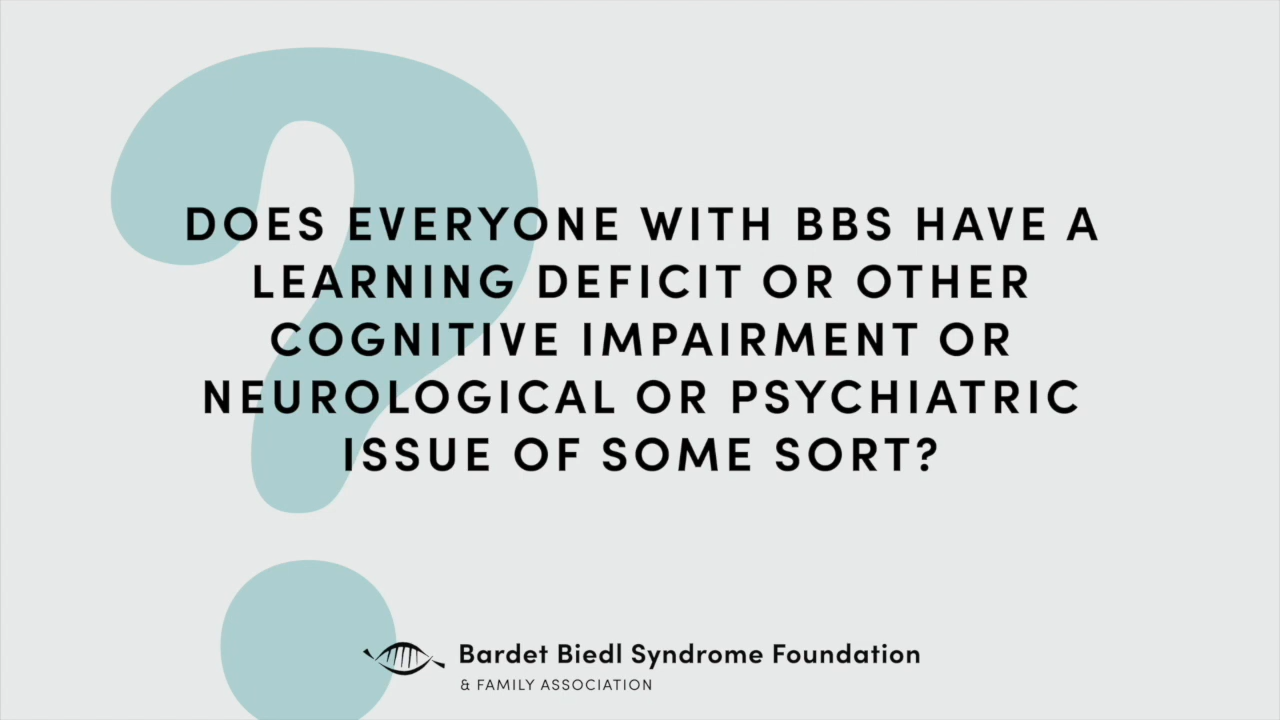 DOES EVERYONE WITH BBS HAVE A
LEARNING DEFICIT OR OTHER
COGNITIVE IMPAIRMENT OR
NEUROLOGICAL OR PSYCHIATRIC
ISSUE OF SOME SORT?
Bardet Biedl Syndrome Foundation
& FAMILY ASSOCIATION